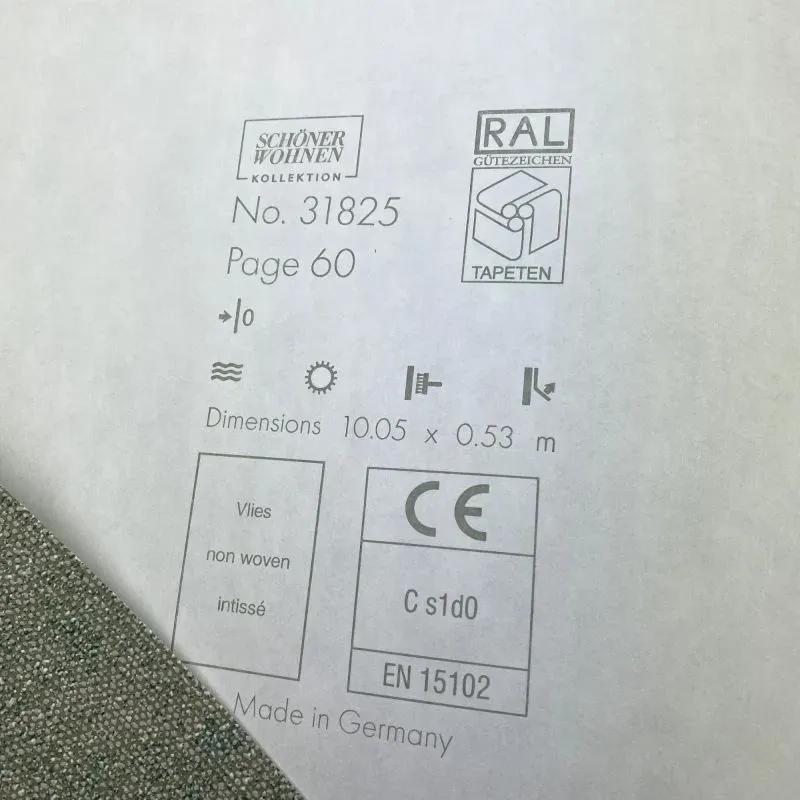 SCHÖNER
WOHNEN
KOLLEKTION
No. 31825
Page 60
0
RAL
GÜTEZEICHEN
TAPETEN
Dimensions 10.05 x 0.53 m
Vlies
non woven
intissé
CE
C s1d0
EN 15102
Made in Germany